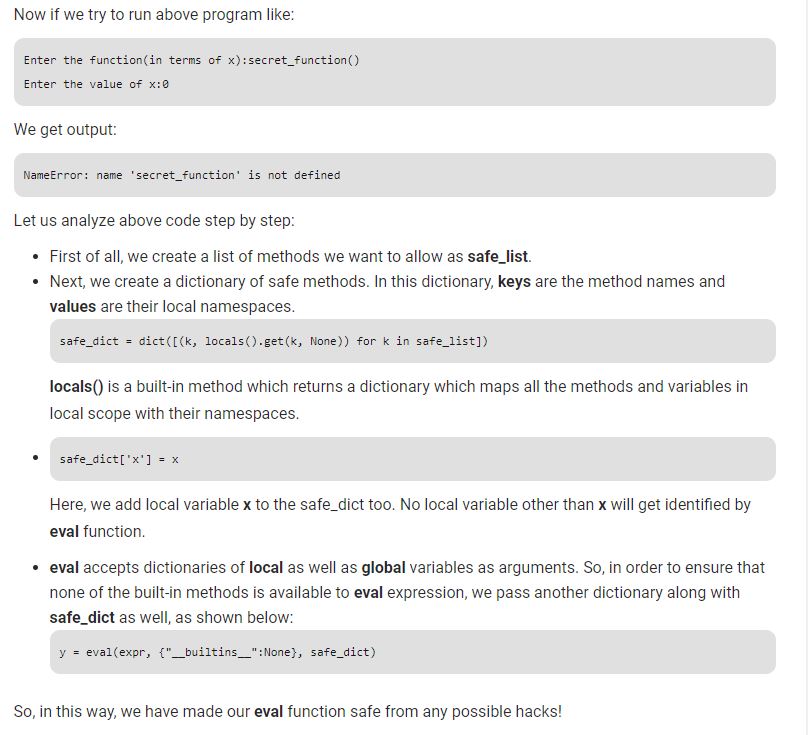 Now if we try to run above program like:
Enter the function(in terms of x):secret_function()
Enter the value of x:0
We get output:
NameError: name 'secret_function' is not defined
Let us analyze above code step by step:
• First of all, we create a list of methods we want to allow as safe_list.
• Next, we create a dictionary of safe methods. In this dictionary, keys are the method names and
values are their local namespaces.
safe_dict = dict([(k, locals().get(k, None)) for k in safe_list])
locals() is a built-in method which returns a dictionary which maps all the methods and variables in
local scope with their namespaces.
• safe_dict['x'] = x
Here, we add local variable x to the safe_dict too. No local variable other than x will get identified by
eval function.
• eval accepts dictionaries of local as well as global variables as arguments. So, in order to ensure that
none of the built-in methods is available to eval expression, we pass another dictionary along with
safe_dict as well, as shown below:
y = eval(expr, {"__builtins__":None}, safe_dict)
So, in this way, we have made our eval function safe from any possible hacks!